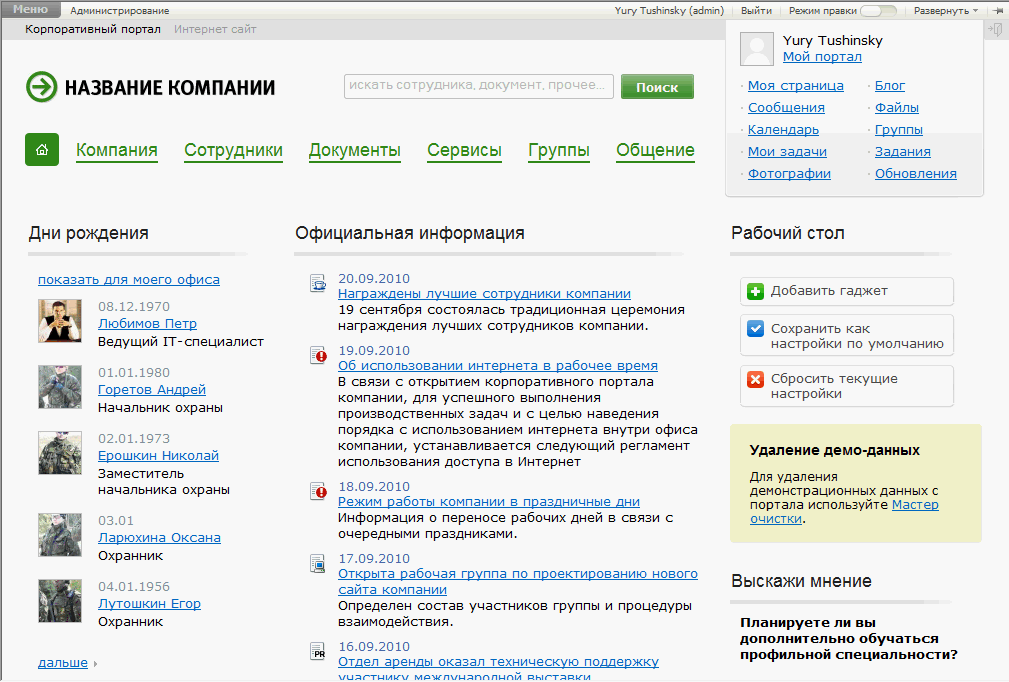 Меню Администрирование Yury Tushinsky (admin) Выйти Режим правки Развернуть
Корпоративный портал Интернет сайт
Yury Tushinsky
Мой портал
· Моя страница · Блог
· Сообщения · Файлы
· Календарь · Группы
· Мои задачи · Задания
· Фотографии · Обновления
НАЗВАНИЕ КОМПАНИИ
искать сотрудника, документ, прочее... Поиск
Компания Сотрудники Документы Сервисы Группы Общение
Дни рождения
показать для моего офиса
08.12.1970
Любимов Петр
Ведущий IT-специалист
01.01.1980
Горетов Андрей
Начальник охраны
02.01.1973
Ерошкин Николай
Заместитель
начальника охраны
03.01
Ларюхина Оксана
Охранник
04.01.1956
Лутошкин Егор
Охранник
дальше
Официальная информация
20.09.2010
Награждены лучшие сотрудники компании
19 сентября состоялась традиционная церемония
награждения лучших сотрудников компании.
19.09.2010
Об использовании интернета в рабочее время
В связи с открытием корпоративного портала
компании, для успешного выполнения
производственных задач и с целью наведения
порядка с использованием интернета внутри офиса
компании, устанавливается следующий регламент
использования доступа в Интернет
18.09.2010
Режим работы компании в праздничные дни
Информация о переносе рабочих дней в связи с
очередными праздниками.
17.09.2010
Открыта рабочая группа по проектированию нового
сайта компании
Определен состав участников группы и процедуры
взаимодействия.
PR
16.09.2010
Отдел аренды оказал техническую поддержку
участнику международной выставки
Рабочий стол
Добавить гаджет
Сохранить как
настройки по умолчанию
Сбросить текущие
настройки
Удаление демо-данных
Для удаления
демонстрационных данных с
портала используйте Мастер
очистки.
Выскажи мнение
Планируете ли вы
дополнительно обучаться
профильной специальности?